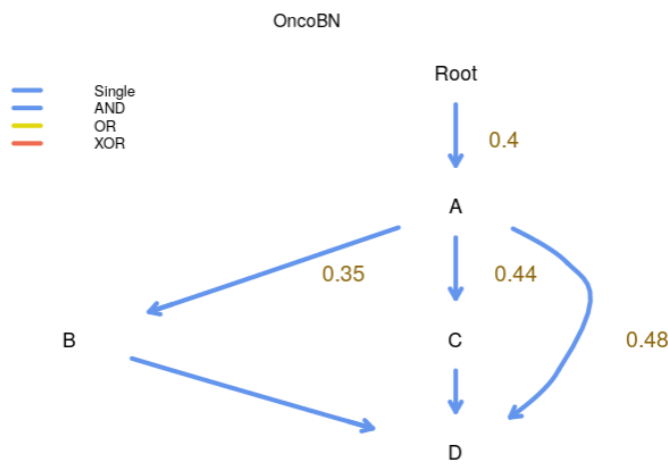 OncoBN
Root
Single
AND
OR
XOR
0.4
A
0.35
0.44
B
C
0.48
D